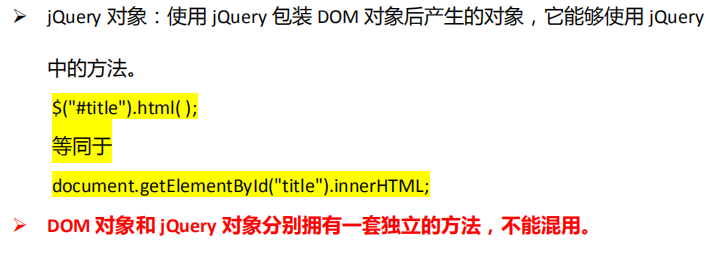 ➢ jQuery 对象：使用 jQuery 包装 DOM 对象后产生的对象，它能够使用 jQuery
中的方法。
$("#title").html( );
等同于
document.getElementById("title").innerHTML;
➢ DOM 对象和 jQuery 对象分别拥有一套独立的方法，不能混用。